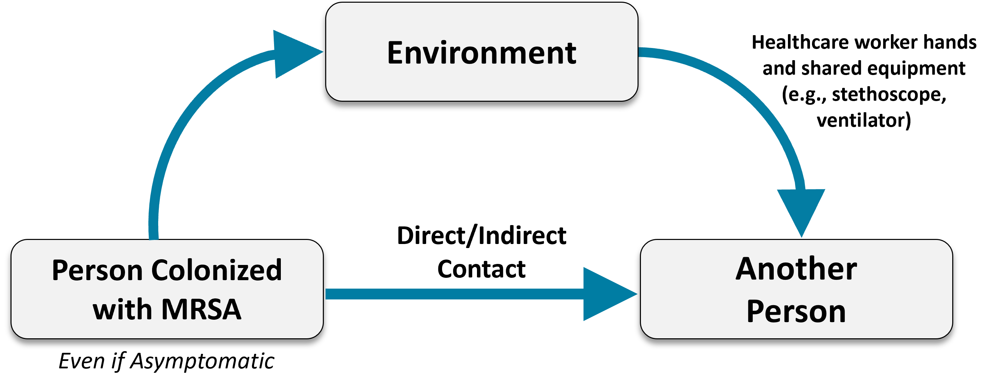 Environment
Healthcare worker hands
and shared equipment
(e.g., stethoscope,
ventilator)
Direct/Indirect
Contact
Person Colonized
with MRSA
Another
Person
Even if Asymptomatic